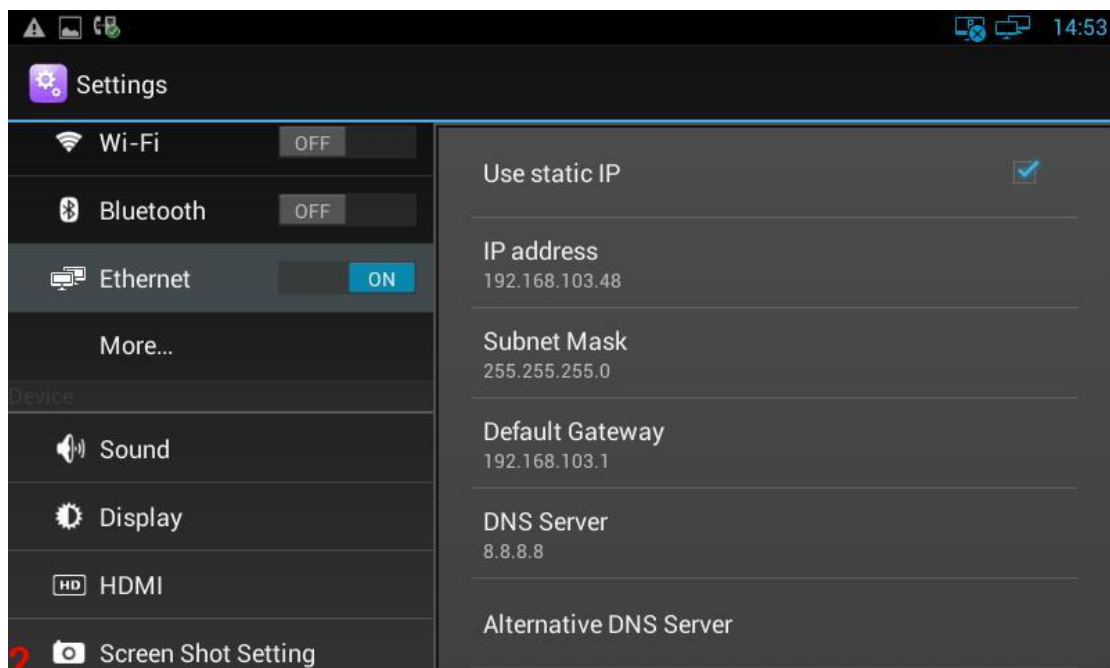 14:53
Settings
Wi-Fi OFF
Bluetooth OFF
Ethernet ON
More...
Device
Sound
Display
HD HDMI
Screen Shot Setting
2
Use static IP
IP address
192.168.103.48
Subnet Mask
255.255.255.0
Default Gateway
192.168.103.1
DNS Server
8.8.8.8
Alternative DNS Server